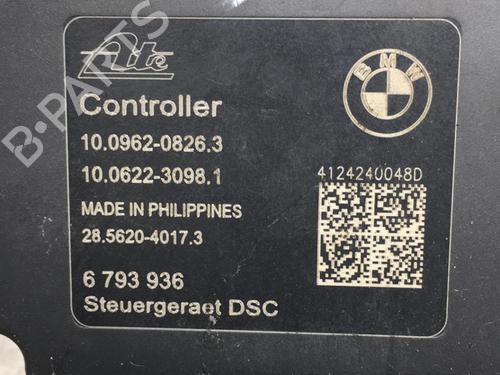 Ate
BMW
Controller
10.0962-0826.3
10.0622-3098.1
4124240048D
MADE IN PHILIPPINES
28.5620-4017.3
6 793 936
Steuergeraet DSC
B-PARTS